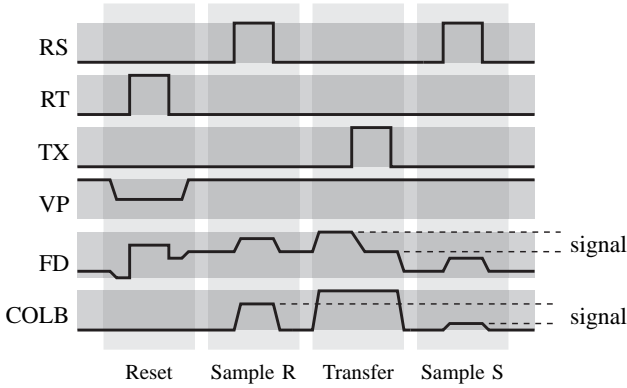 RS
RT
TX
VP
FD
signal
COLB
signal
Reset Sample R Transfer Sample S